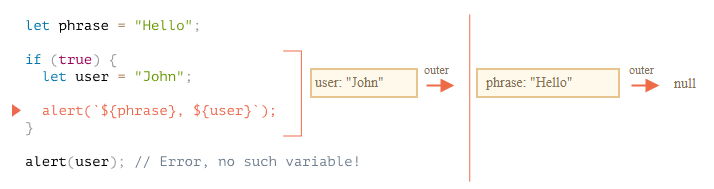 let phrase = "Hello";
if (true) {
let user = "John";
alert(`${phrase}, ${user}`);
}
alert(user); // Error, no such variable!
user: "John"
outer
phrase: "Hello"
outer
null